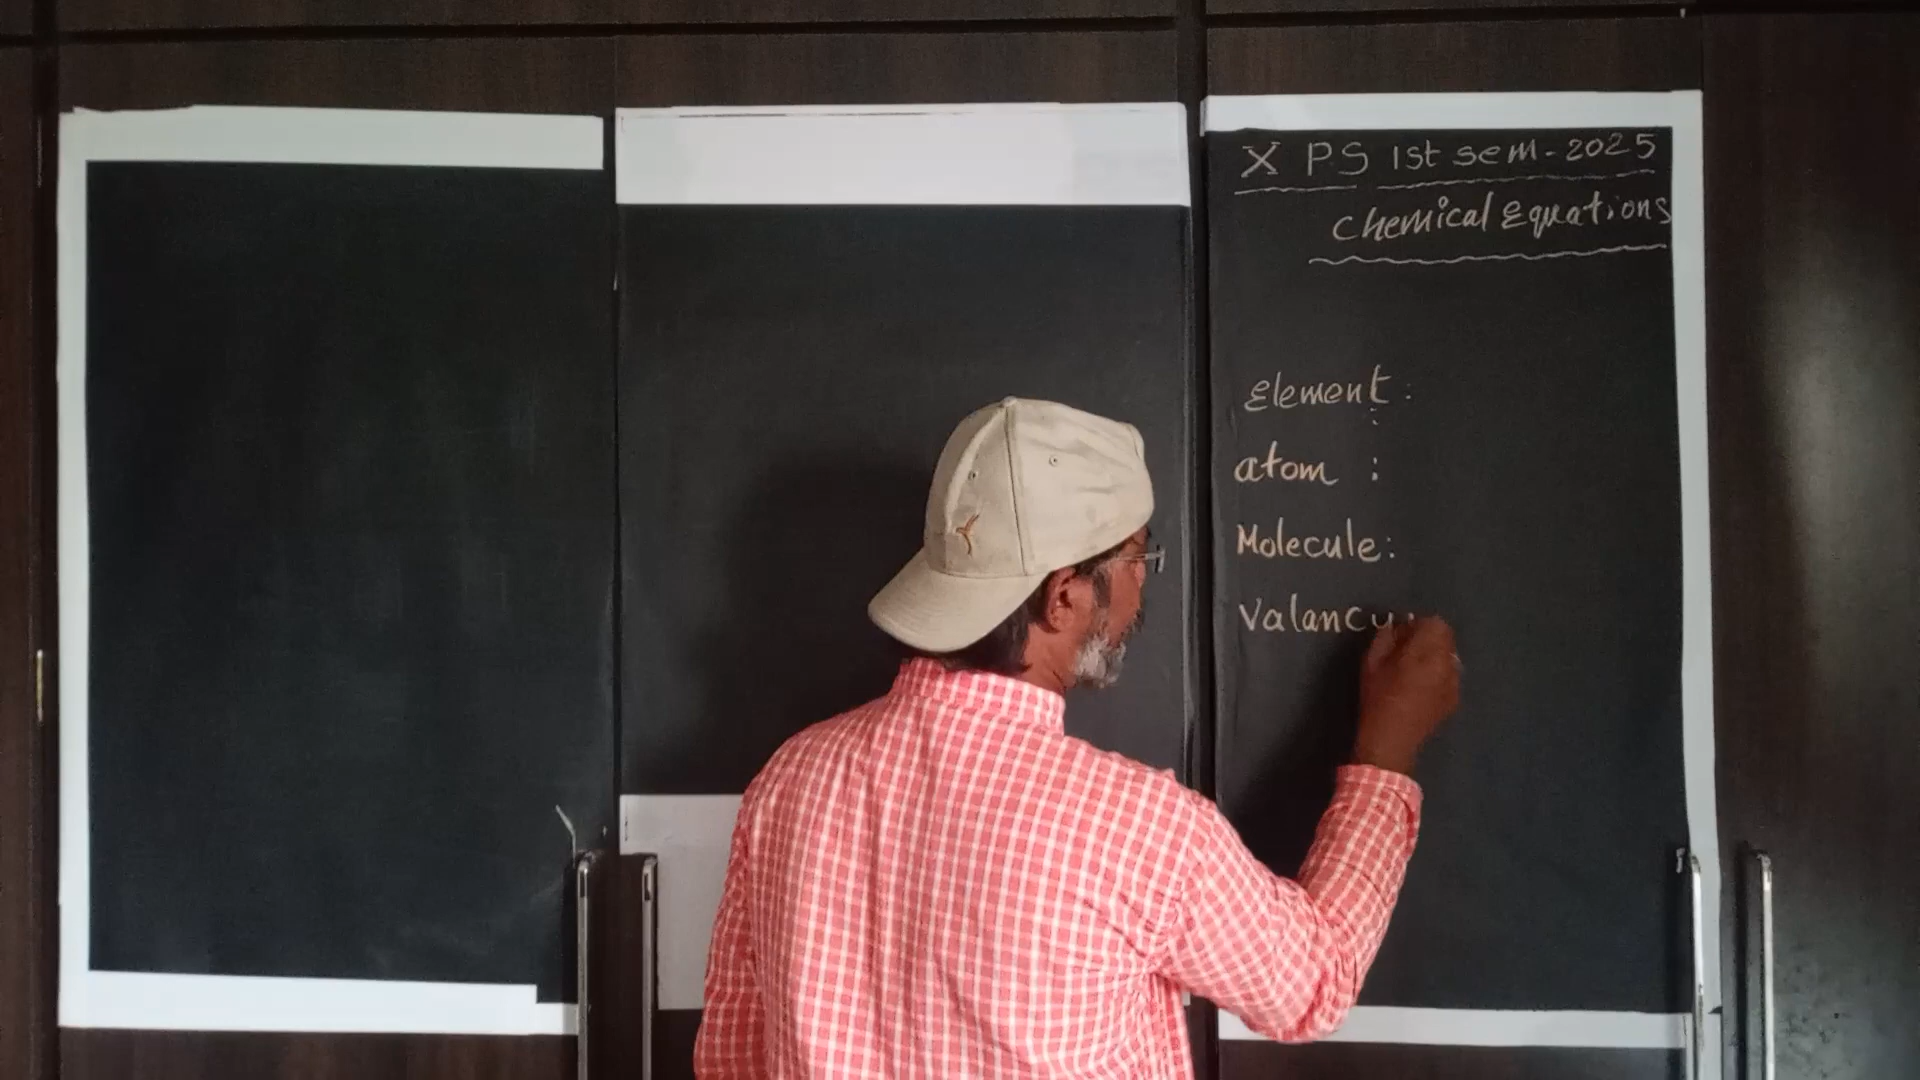 X PS 1st sem-2025
Chemical Equations
Element:
atom :
Molecule:
Valancy: